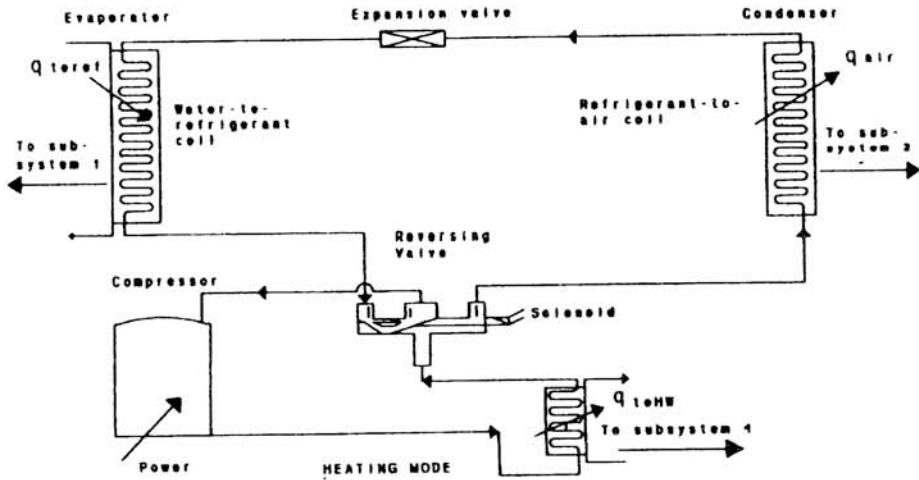 Evaporator
Expansion valve
Condenser
q toref
q air
Water-to-
refrigerant
coil
Refrigerant-to-
air coil
To sub-
system 1
To sub-
system 2
Reversing
Valve
Compressor
Solenoid
q toHW
To subsystem 4
Power
HEATING MODE